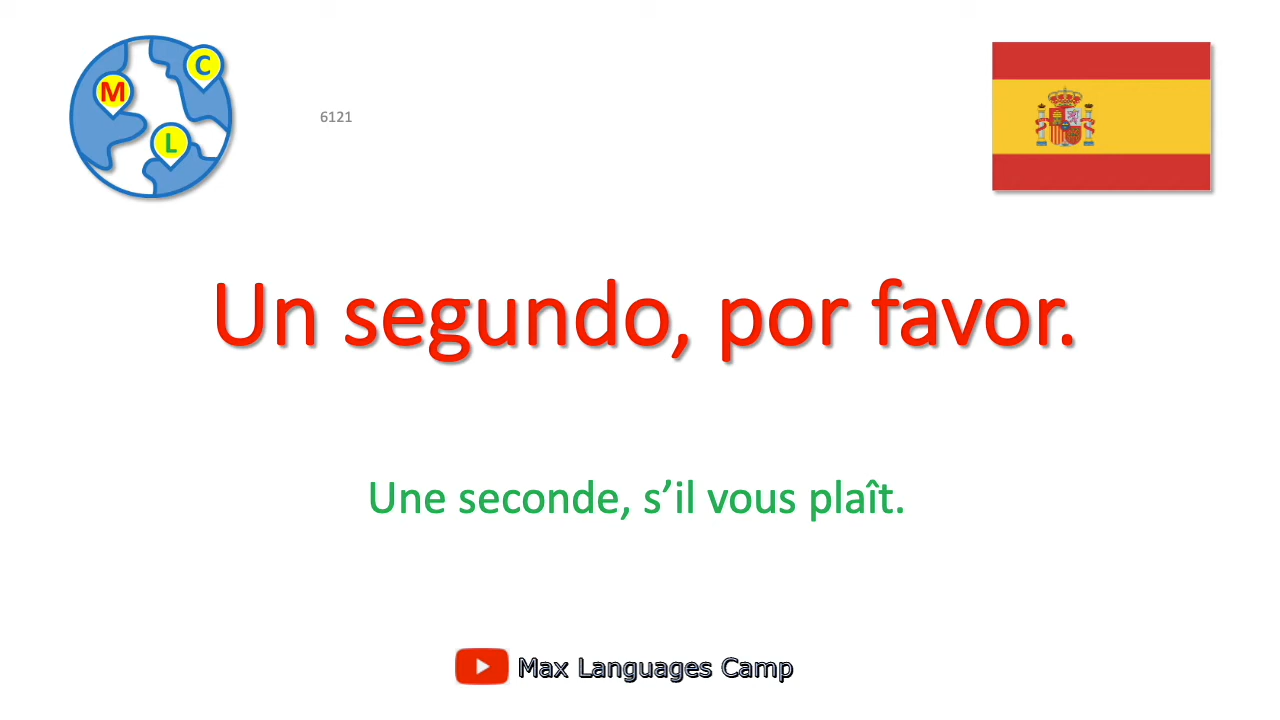 M
C
L
6121
Un segundo, por favor.
Une seconde, s’il vous plaît.
Max Languages Camp